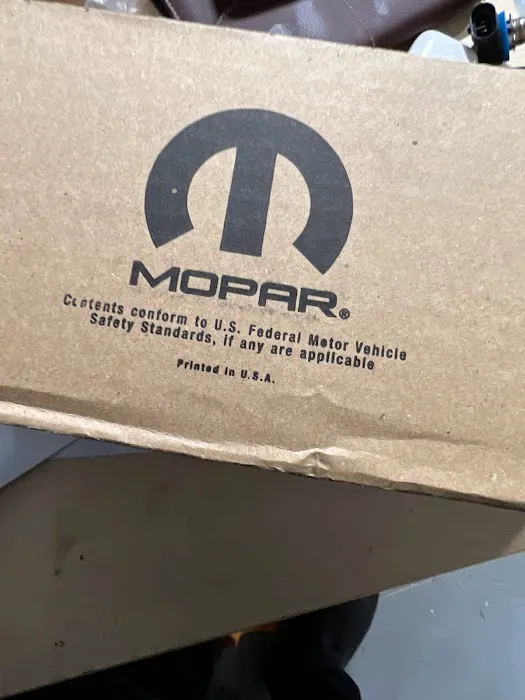 MOPAR®
Contents conform to U.S. Federal Motor Vehicle
Safety Standards, if any are applicable
Printed in U.S.A.